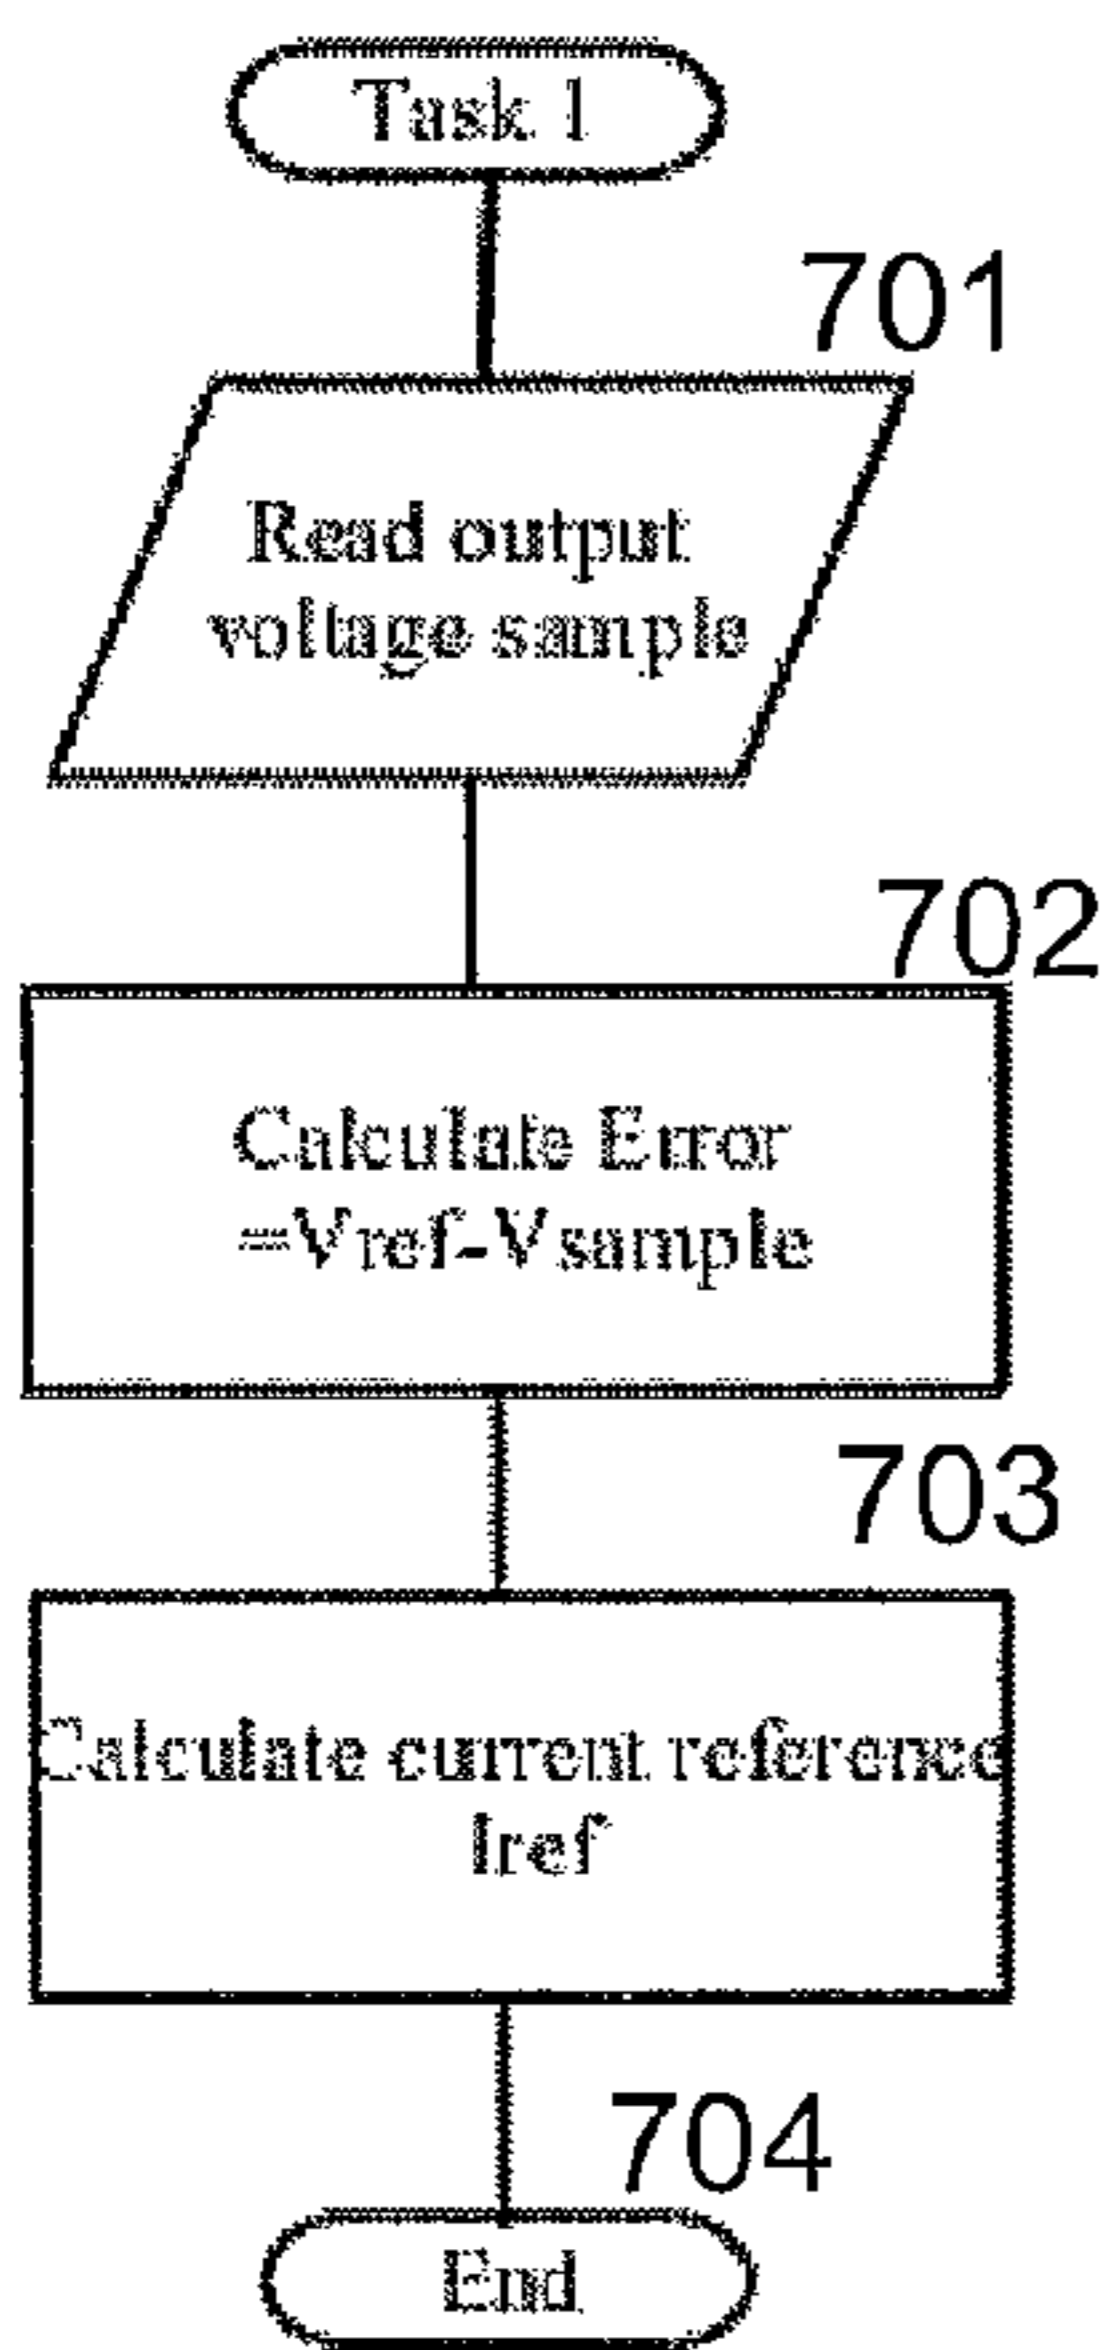 Task 1
701
Read output
voltage sample
702
Calculate Error
=Vref-Vsample
703
Calculate current reference
Iref
704
End